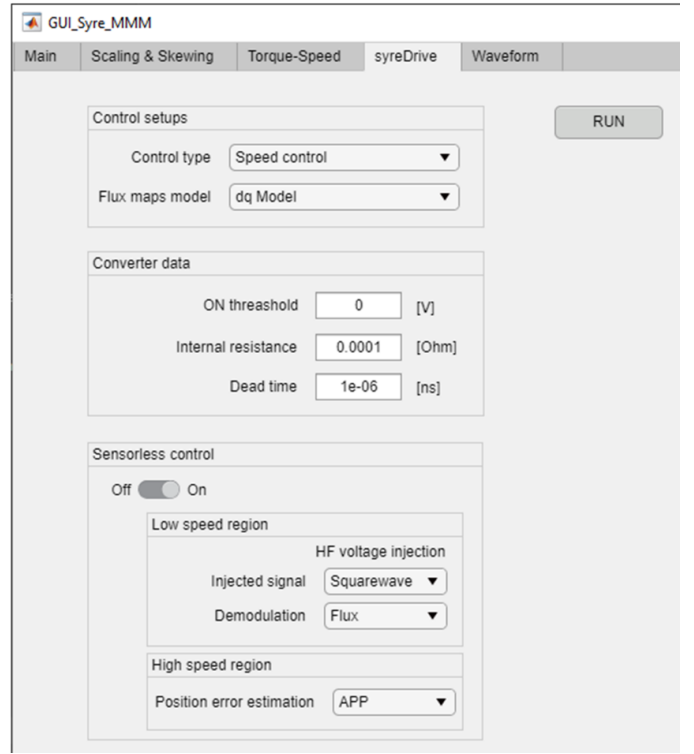 GUI_Syre_MMM
Main Scaling & Skewing Torque-Speed syreDrive Waveform
Control setups
RUN
Control type Speed control
Flux maps model dq Model
Converter data
ON threashold 0 [V]
Internal resistance 0.0001 [Ohm]
Dead time 1e-06 [ns]
Sensorless control
Off On
Low speed region
HF voltage injection
Injected signal Squarewave
Demodulation Flux
High speed region
Position error estimation APP